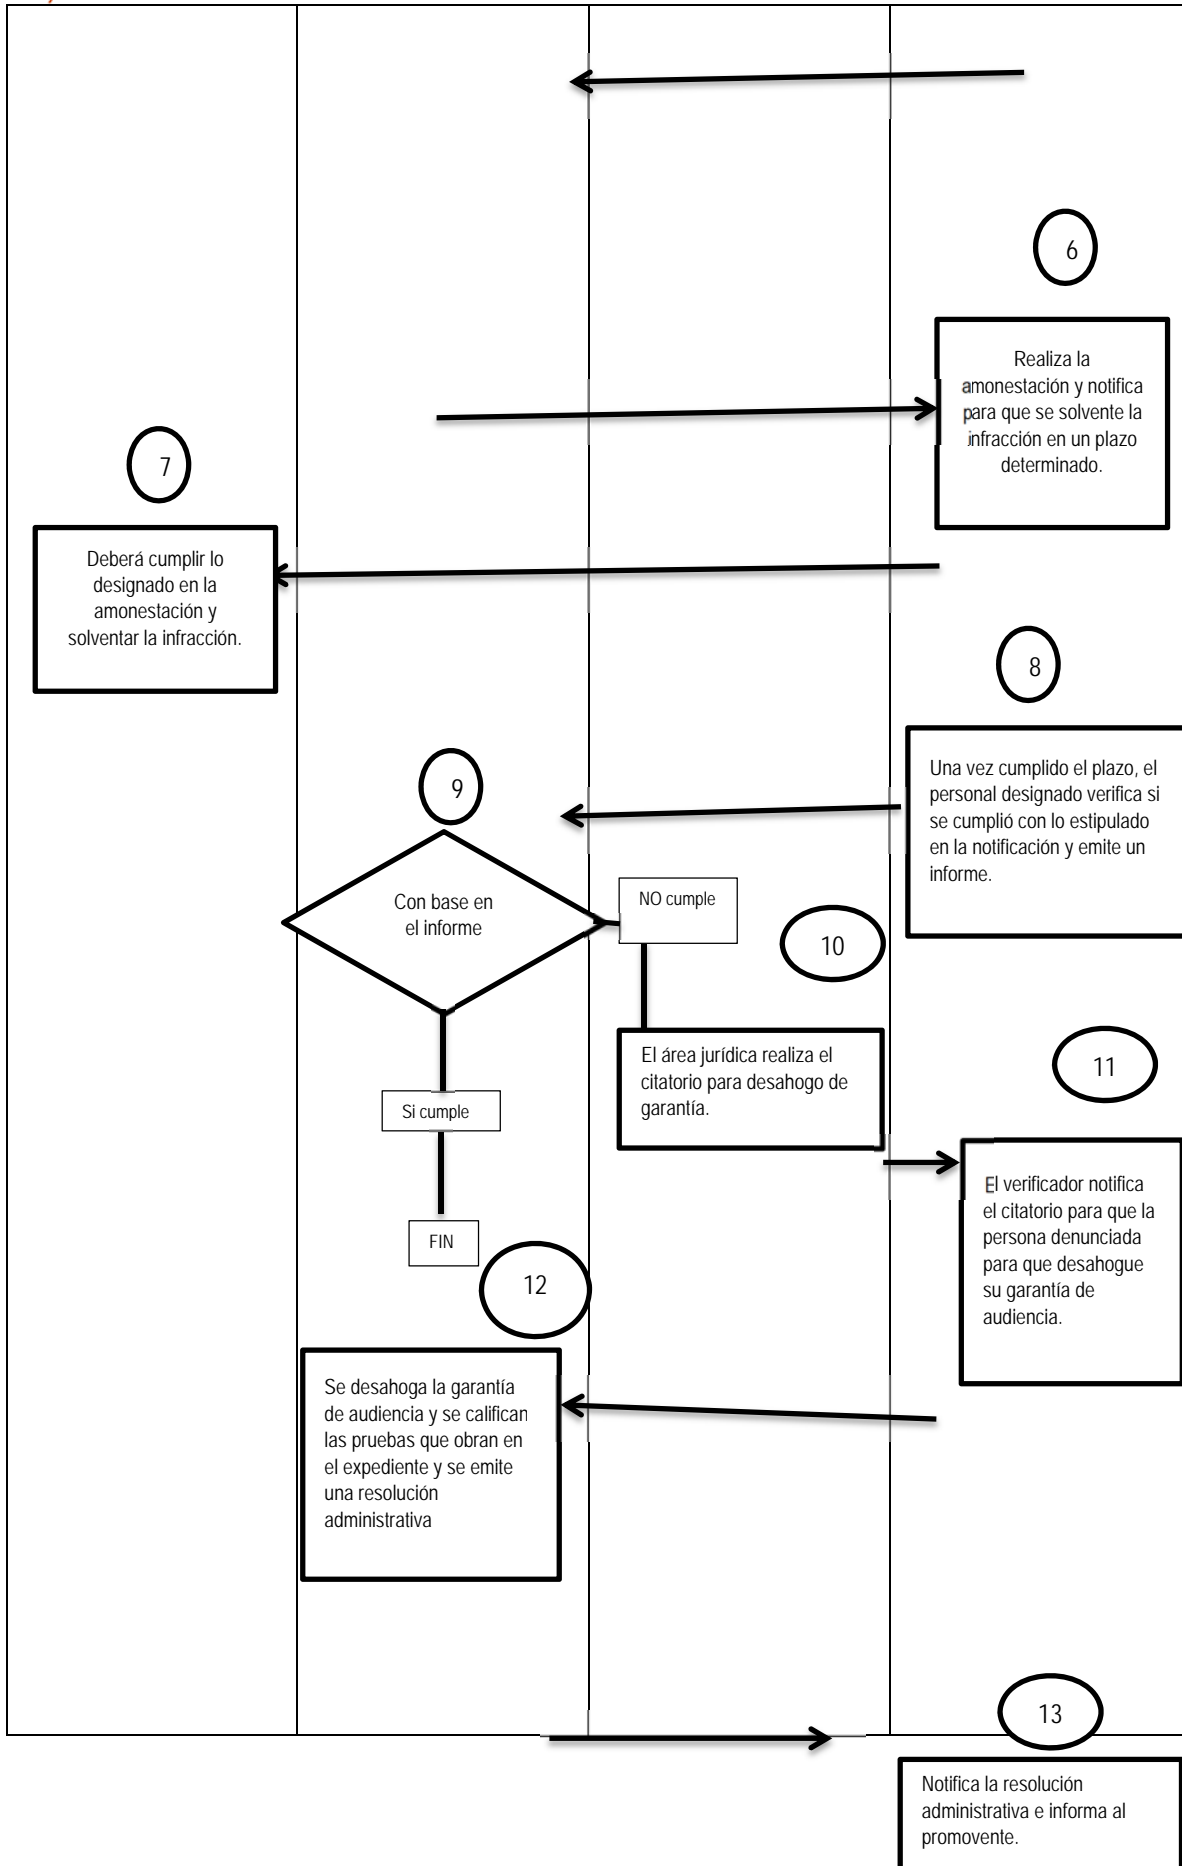 6
Realiza la
amonestación y notifica
para que se solvente la
infracción en un plazo
determinado.
7
Deberá cumplir lo
designado en la
amonestación y
solventar la infracción.
8
Una vez cumplido el plazo, el
personal designado verifica si
se cumplió con lo estipulado
en la notificación y emite un
informe.
9
Con base en
el informe
NO cumple
10
El área jurídica realiza el
citatorio para desahogo de
garantía.
11
El verificador notifica
el citatorio para que la
persona denunciada
para que desahogue
su garantía de
audiencia.
Si cumple
FIN
12
Se desahoga la garantía
de audiencia y se califican
las pruebas que obran en
el expediente y se emite
una resolución
administrativa
13
Notifica la resolución
administrativa e informa al
promovente.